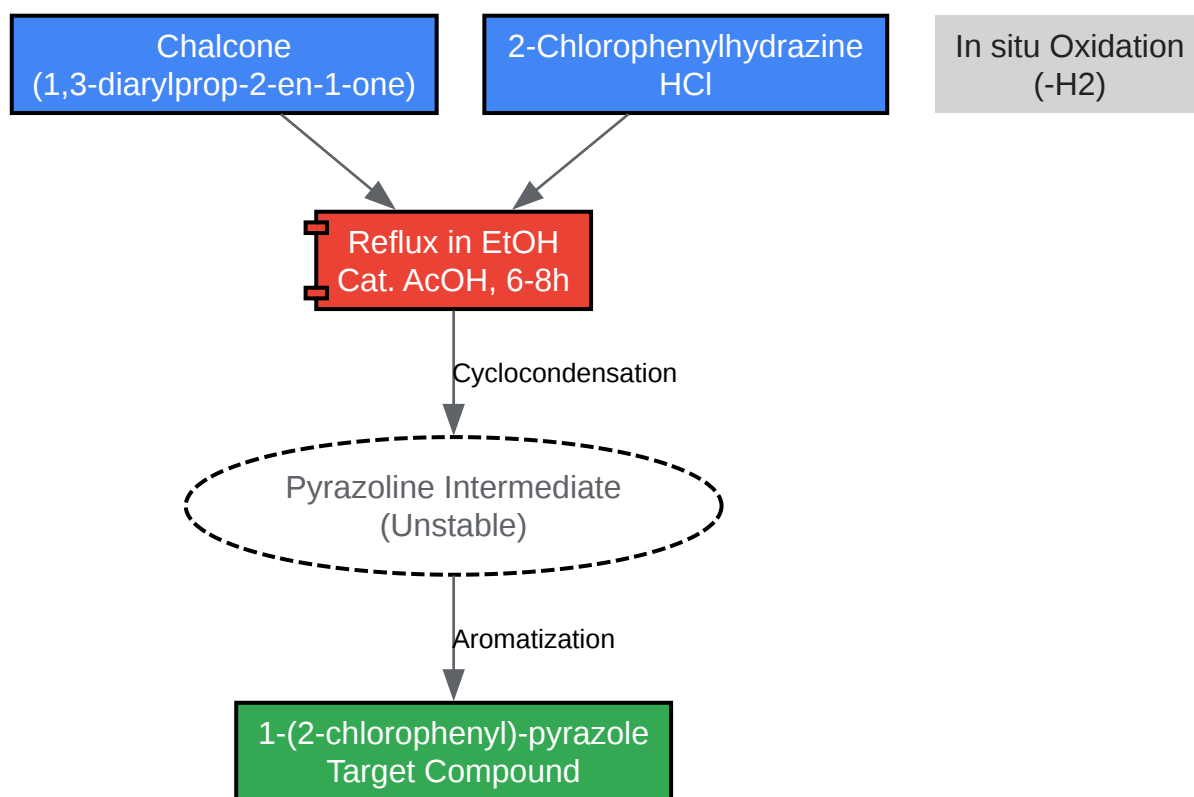 Chalcone
(1,3-diarylprop-2-en-1-one)
2-Chlorophenylhydrazine
HCl
In situ Oxidation
(-H2)
Reflux in EtOH
Cat. AcOH, 6-8h
Cyclocondensation
Pyrazoline Intermediate
(Unstable)
Aromatization
1-(2-chlorophenyl)-pyrazole
Target Compound